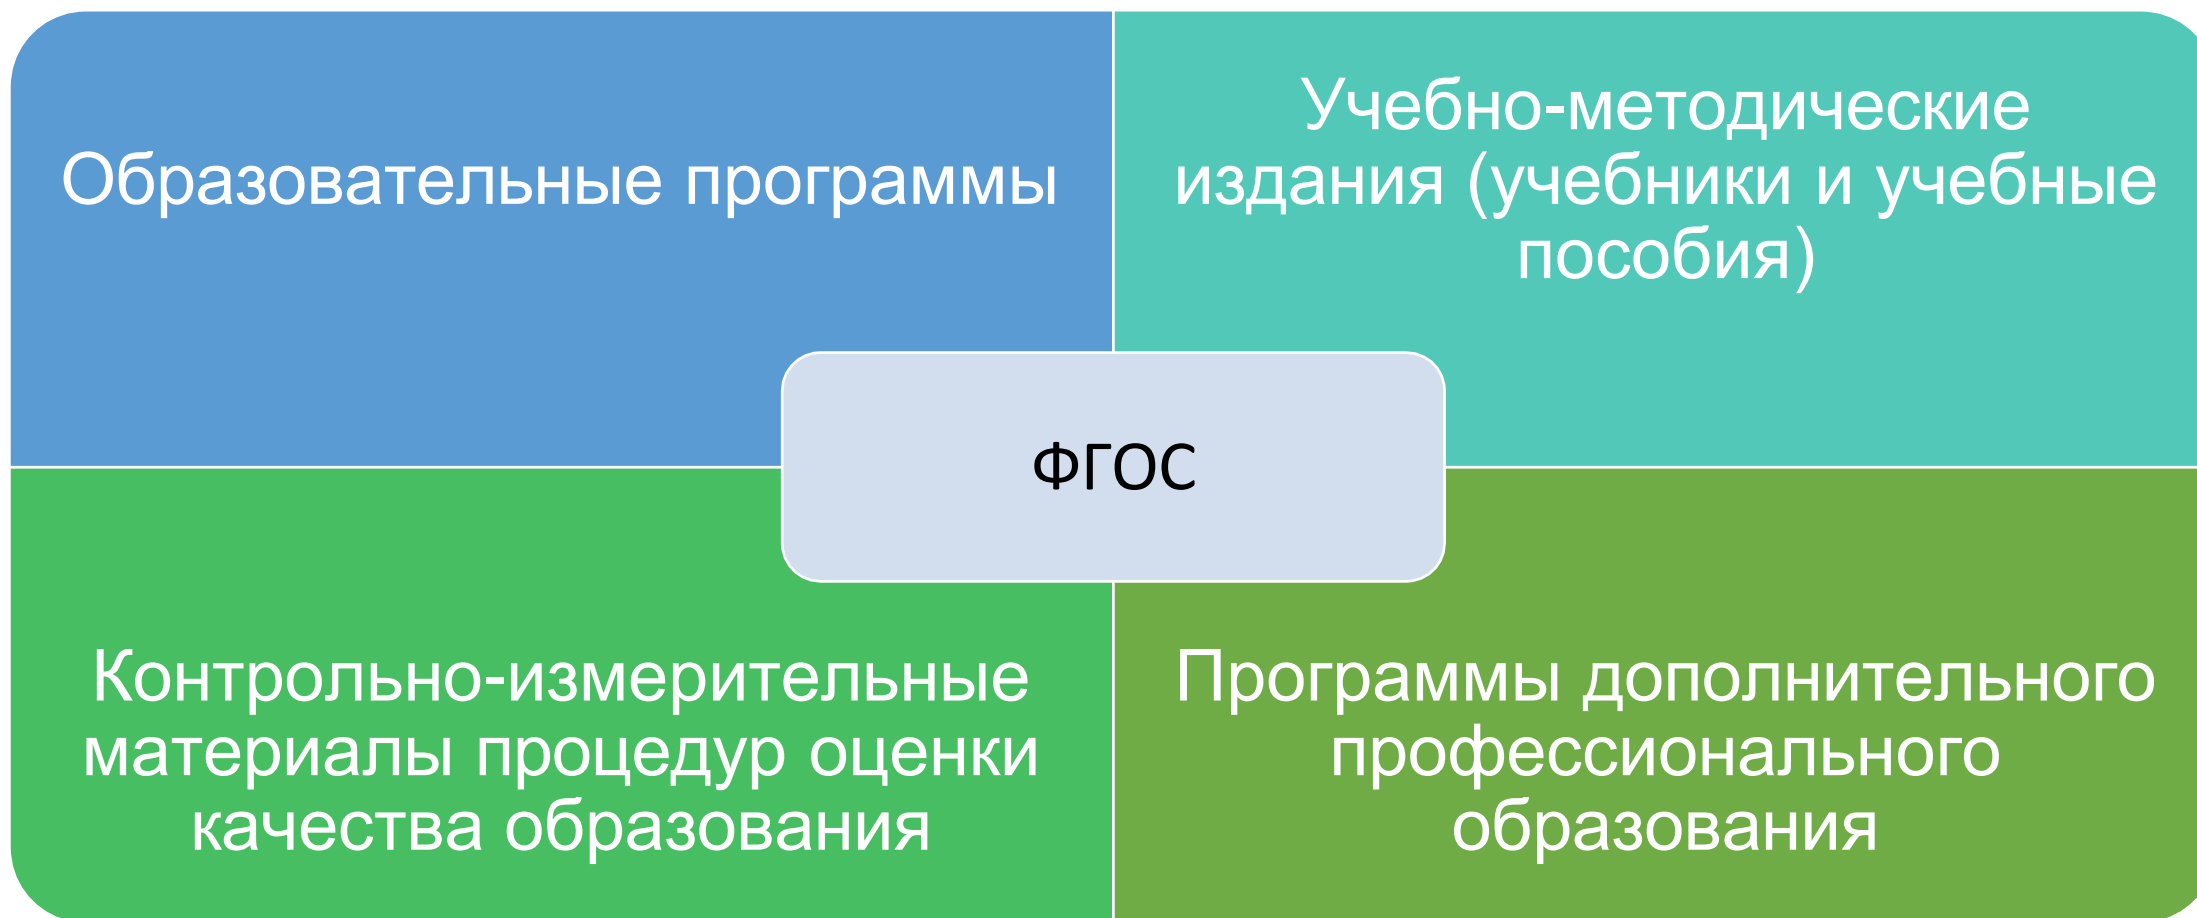 Образовательные программы
Учебно-методические
издания (учебники и учебные
пособия)
ФГОС
Контрольно-измерительные
материалы процедур оценки
качества образования
Программы дополнительного
профессионального
образования